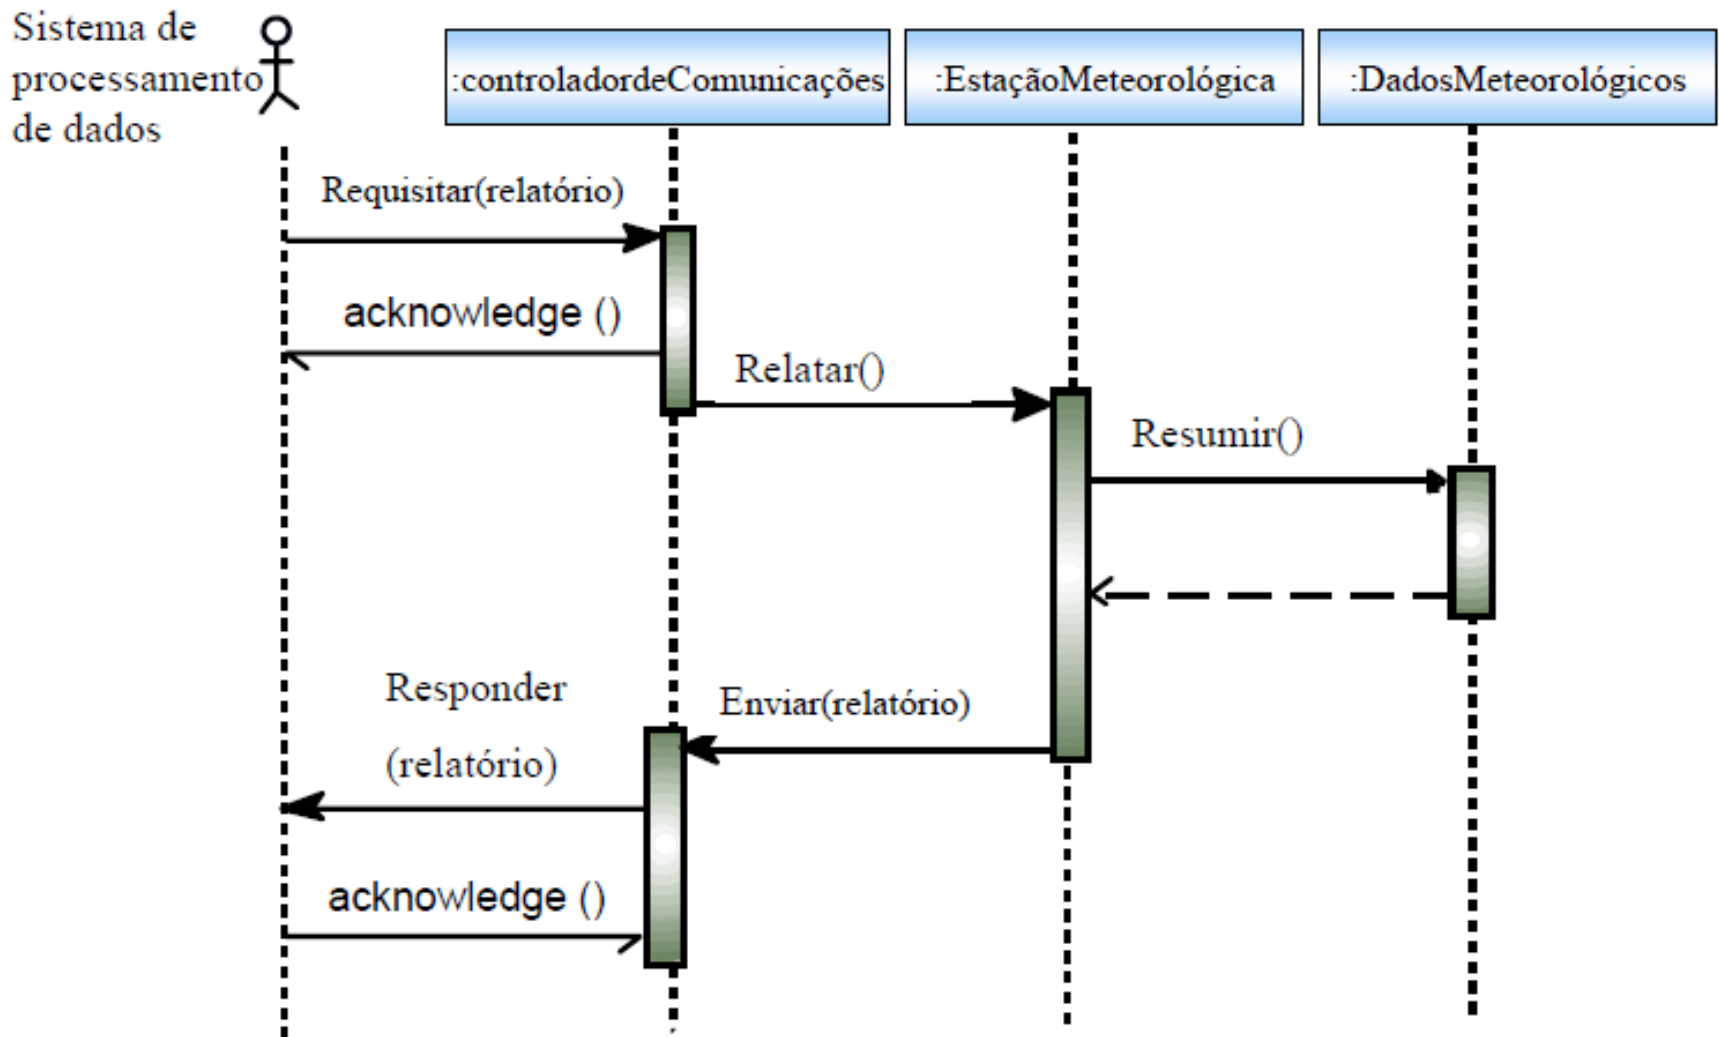 Sistema de
processamento
de dados
:controladordeComunicações
:EstaçãoMeteorológica
:DadosMeteorológicos
Requisitar(relatório)
acknowledge ()
Relatar()
Resumir()
Responder
(relatório)
Enviar(relatório)
acknowledge ()